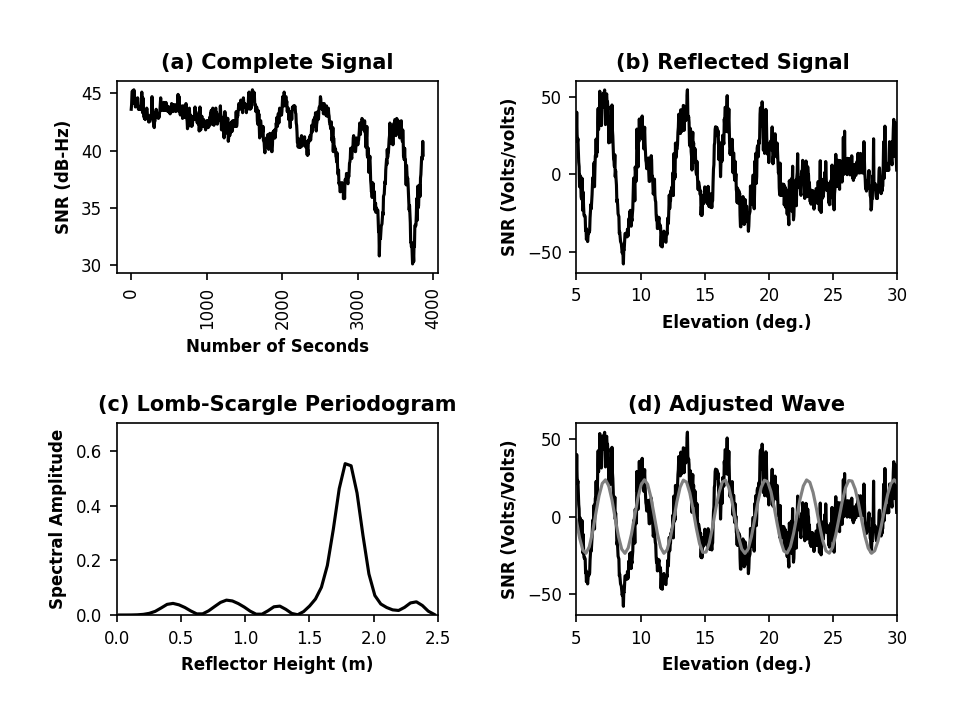 (a) Complete Signal
SNR (dB-Hz)
45
40
35
30
0
1000
2000
3000
4000
Number of Seconds
(b) Reflected Signal
SNR (Volts/volts)
50
0
−50
5 10 15 20 25 30
Elevation (deg.)
(c) Lomb-Scargle Periodogram
Spectral Amplitude
0.6
0.4
0.2
0.0
0.0 0.5 1.0 1.5 2.0 2.5
Reflector Height (m)
(d) Adjusted Wave
SNR (Volts/Volts)
50
0
−50
5 10 15 20 25 30
Elevation (deg.)